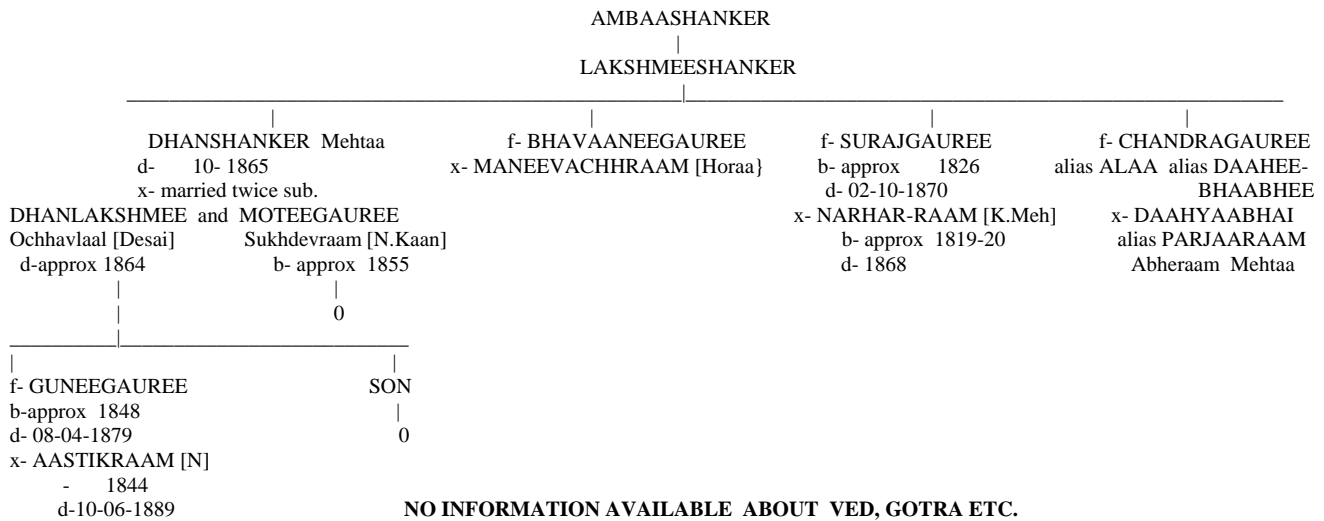 AMBAASHANKER
LAKSHMEESHANKER
DHANSHANKER Mehtaa f- BHAVAANEEGAUREE f- SURAJGAUREE f- CHANDRAGAUREE
d- 10- 1865 x- MANEEVACHHRAAM [Horaa} b- approx 1826 alias ALAA alias DAAHEE-
x- married twice sub. d- 02-10-1870 BHAABHEE
DHANLAKSHMEE and MOTEEGAUREE x- NARHAR-RAAM [K.Meh] x- DAAHYAABHAI
Ochhavlaal [Desai] Sukhdevraam [N.Kaan] b- approx 1819-20 alias PARJAARAAM
d-approx 1864 b- approx 1855 d- 1868 Abheraam Mehtaa
0
f- GUNEEGAUREE SON
b-approx 1848
d- 08-04-1879 0
x- AASTIKRAAM [N]
- 1844
d-10-06-1889 NO INFORMATION AVAILABLE ABOUT VED, GOTRA ETC.